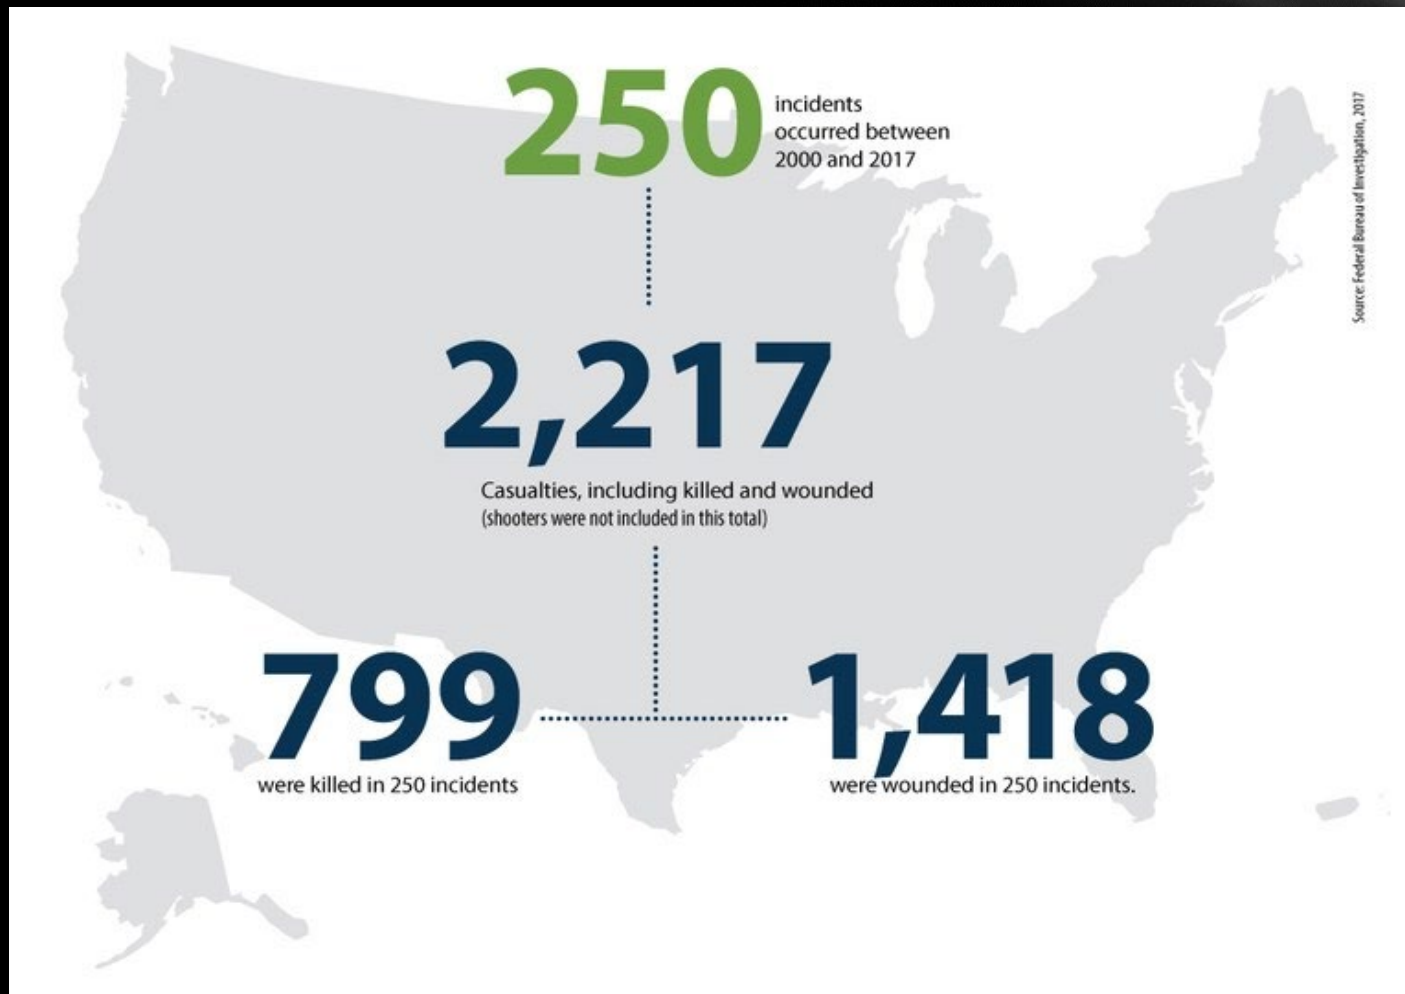 250
incidents
occurred between
2000 and 2017
Source: Federal Bureau of Investigation, 2017
2,217
Casualties, including killed and wounded
(shooters were not included in this total)
799
were killed in 250 incidents
1,418
were wounded in 250 incidents.